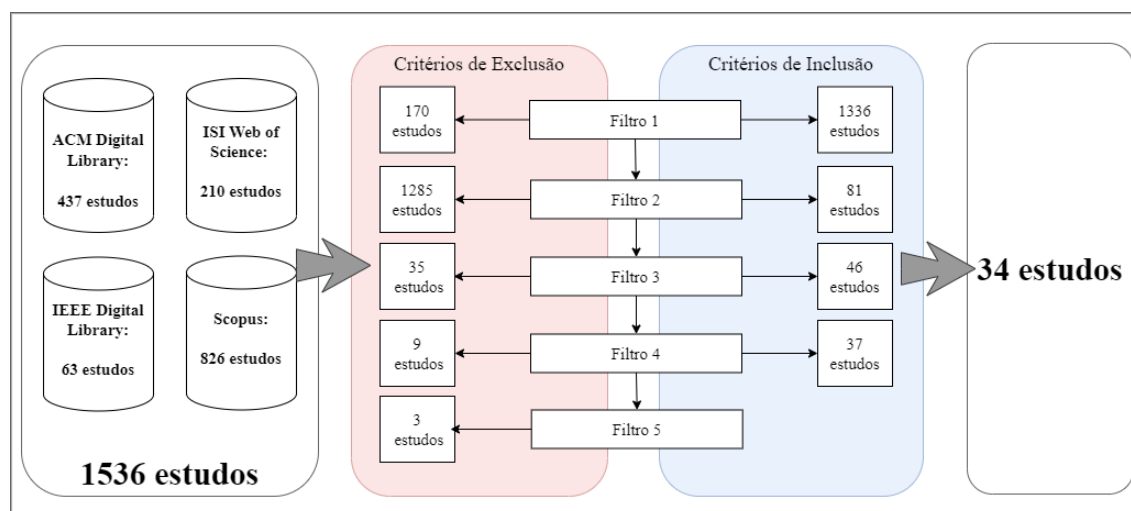 ACM Digital
Library:
437 estudos
ISI Web of
Science:
210 estudos
IEEE Digital
Library:
63 estudos
Scopus:
826 estudos
1536 estudos
Critérios de Exclusão
Critérios de Inclusão
170
estudos
Filtro 1
1336
estudos
1285
estudos
Filtro 2
81
estudos
35
estudos
Filtro 3
46
estudos
9
estudos
Filtro 4
37
estudos
3
estudos
Filtro 5
34 estudos